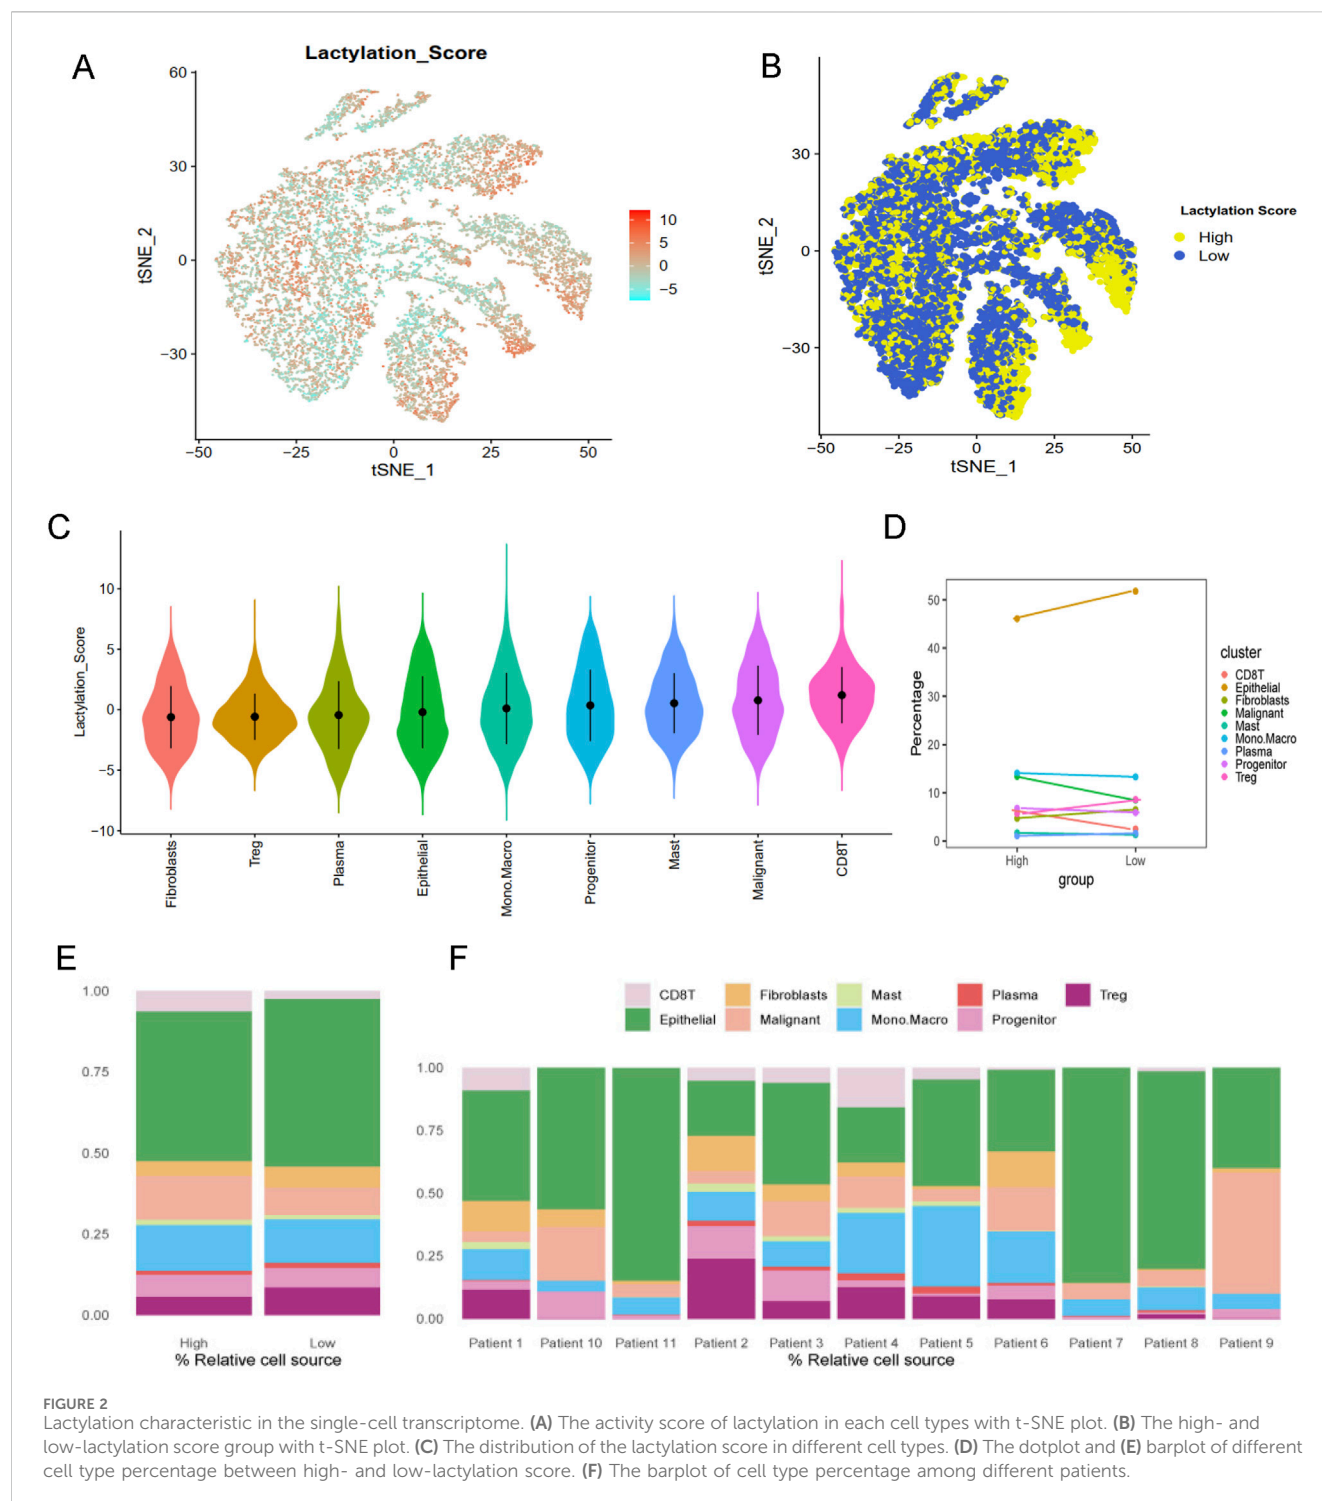 A
Lactylation_Score
60
30
0
−30
tSNE_2
−50
−25
0
25
50
tSNE_1
10
5
0
−5
B
30
0
−30
tSNE_2
−50
−25
0
25
50
tSNE_1
Lactylation Score
High
Low
C
10
5
0
−5
−10
Lactylation_Score
Fibroblasts
Treg
Plasma
Epithelial
Mono.Macro
Progenitor
Mast
Malignant
CD8T
D
50
40
30
20
10
0
Percentage
High
Low
group
cluster
CD8T
Epithelial
Fibroblasts
Malignant
Mast
Mono.Macro
Plasma
Progenitor
Treg
E
1.00
0.75
0.50
0.25
0.00
High
Low
% Relative cell source
F
CD8T
Fibroblasts
Mast
Plasma
Treg
Epithelial
Malignant
Mono.Macro
Progenitor
1.00
0.75
0.50
0.25
0.00
Patient 1
Patient 10
Patient 11
Patient 2
Patient 3
Patient 4
Patient 5
Patient 6
Patient 7
Patient 8
Patient 9
% Relative cell source
FIGURE 2
Lactylation characteristic in the single-cell transcriptome. (A) The activity score of lactylation in each cell types with t-SNE plot. (B) The high- and
low-lactylation score group with t-SNE plot. (C) The distribution of the lactylation score in different cell types. (D) The dotplot and (E) barplot of different
cell type percentage between high- and low-lactylation score. (F) The barplot of cell type percentage among different patients.